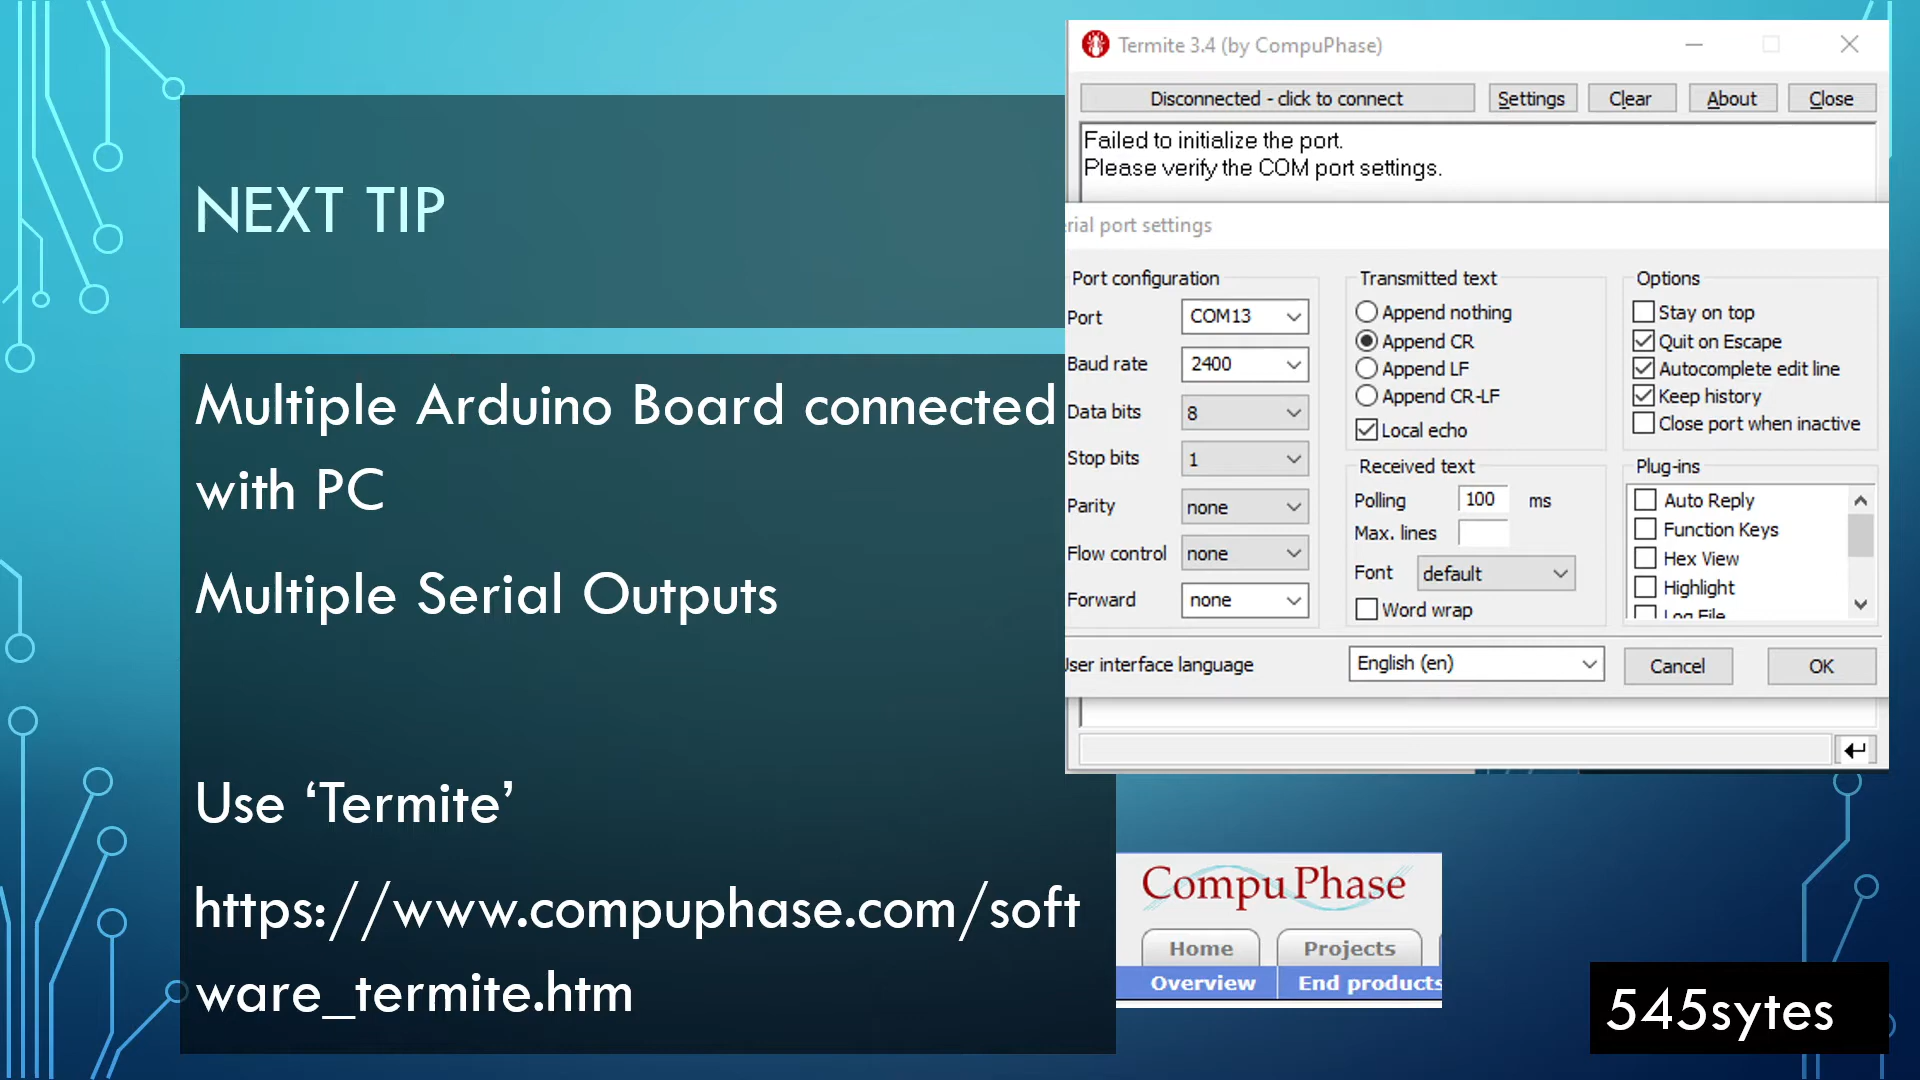 NEXT TIP
Multiple Arduino Board connected
with PC
Multiple Serial Outputs
Use ‘Termite’
https://www.compuphase.com/soft
ware_termite.htm
Termite 3.4 (by CompuPhase)
Disconnected - click to connect Settings Clear About Close
Failed to initialize the port.
Please verify the COM port settings.
erial port settings
Port configuration
Port COM13
Baud rate 2400
Data bits 8
Stop bits 1
Parity none
Flow control none
Forward none
Transmitted text
Append nothing
Append CR
Append LF
Append CR-LF
Local echo
Received text
Polling 100 ms
Max. lines
Font default
Word wrap
Options
Stay on top
Quit on Escape
Autocomplete edit line
Keep history
Close port when inactive
Plug-ins
Auto Reply
Function Keys
Hex View
Highlight
Log File
User interface language English (en) Cancel OK
CompuPhase
Home Projects
Overview End products
545sytes